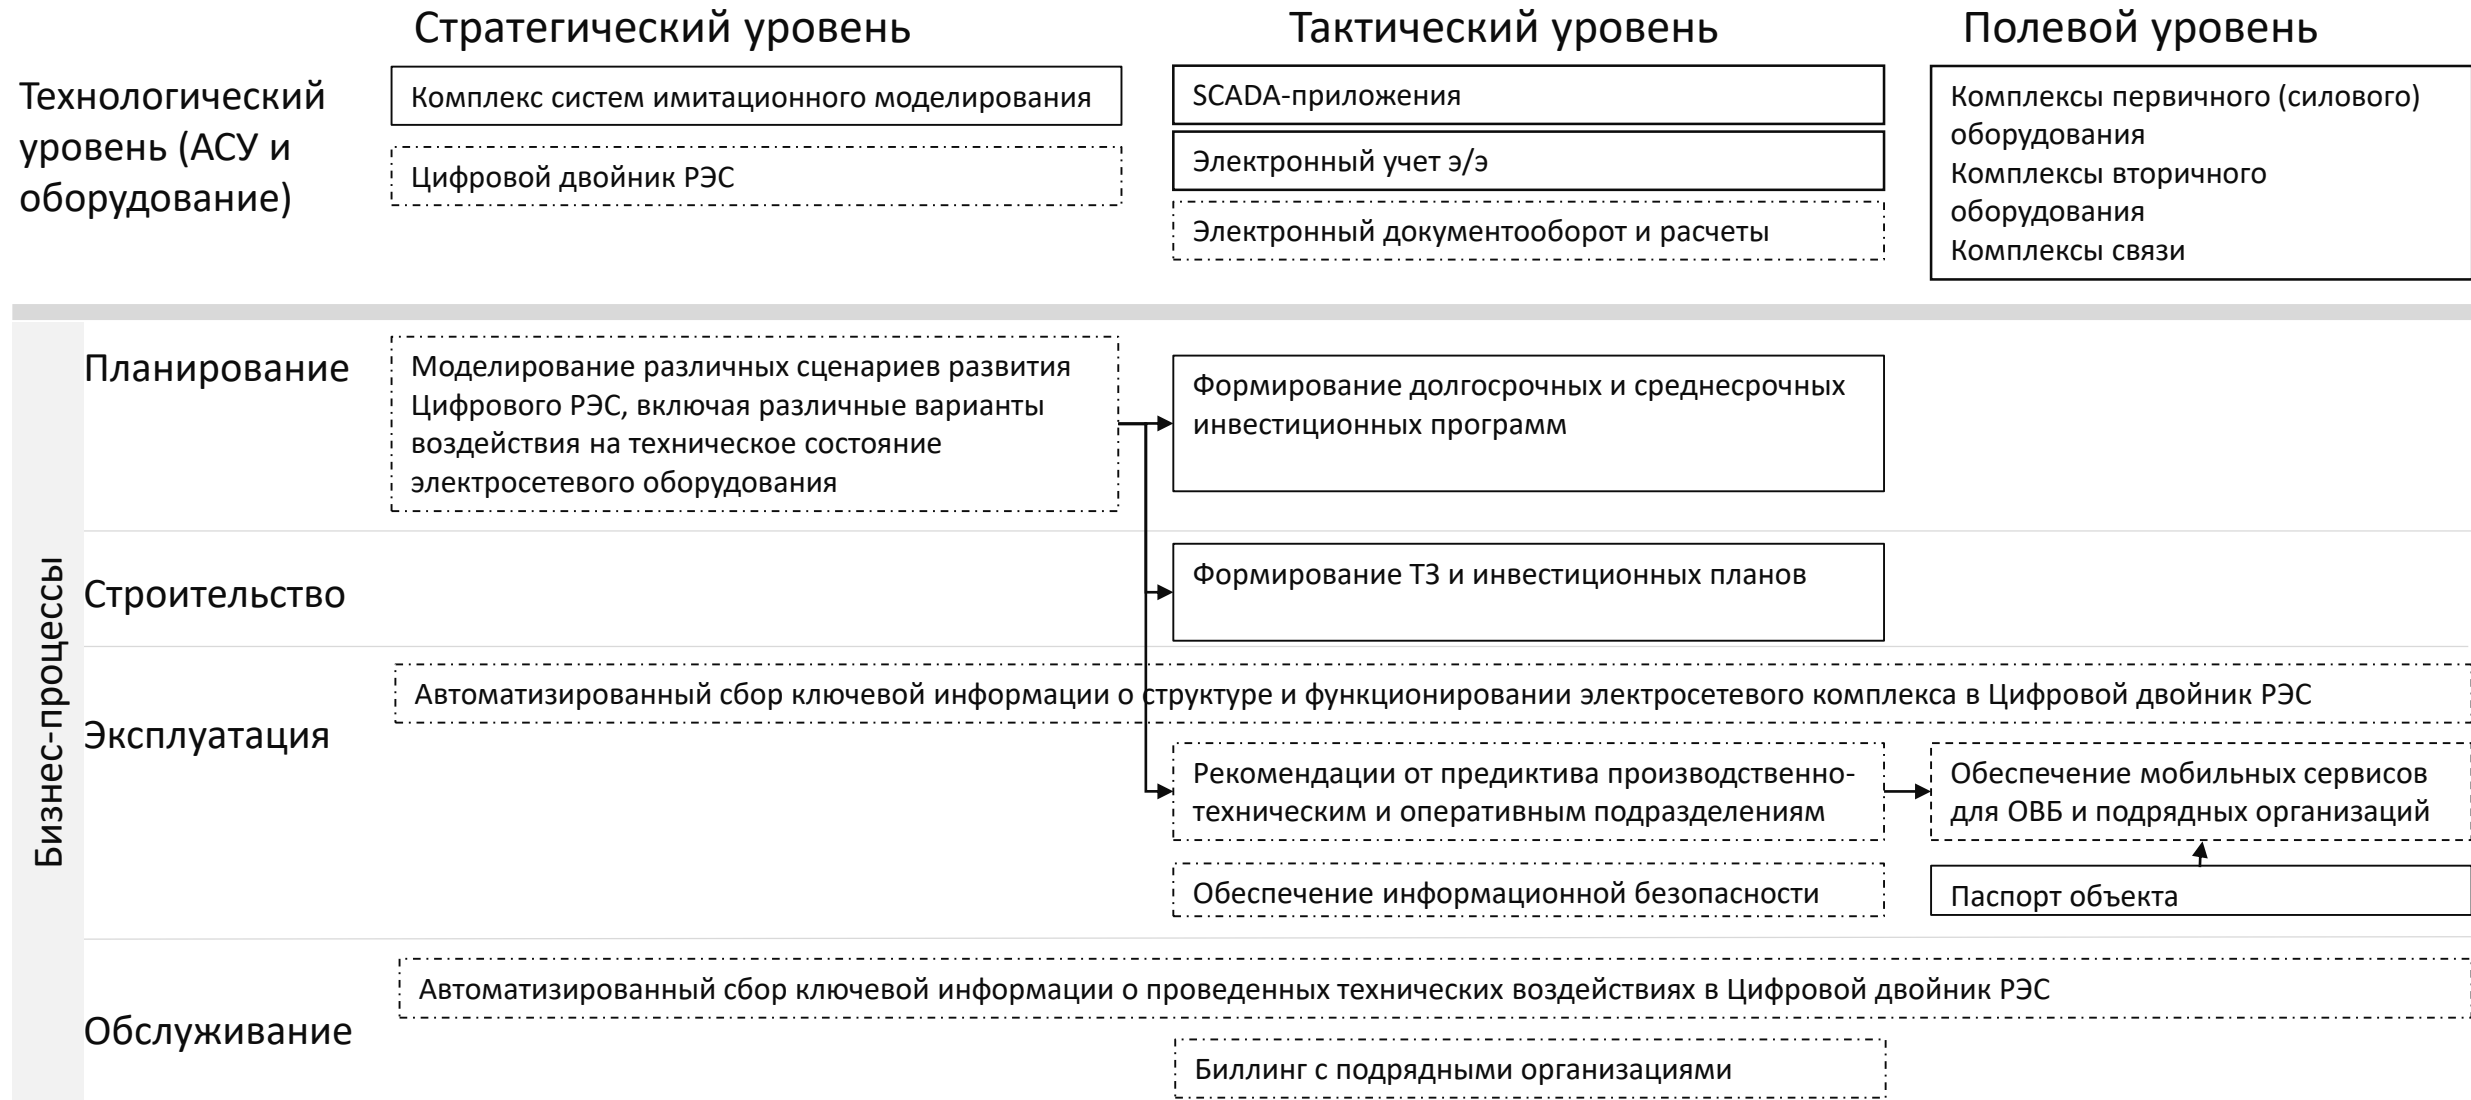 Стратегический уровень
Тактический уровень
Полевой уровень
Технологический
уровень (АСУ и
оборудование)
Комплекс систем имитационного моделирования
Цифровой двойник РЭС
SCADA-приложения
Электронный учет э/э
Электронный документооборот и расчеты
Комплексы первичного (силового)
оборудования
Комплексы вторичного
оборудования
Комплексы связи
Бизнес-процессы
Планирование
Моделирование различных сценариев развития
Цифрового РЭС, включая различные варианты
воздействия на техническое состояние
электросетевого оборудования
Формирование долгосрочных и среднесрочных
инвестиционных программ
Строительство
Формирование ТЗ и инвестиционных планов
Эксплуатация
Автоматизированный сбор ключевой информации о структуре и функционировании электросетевого комплекса в Цифровой двойник РЭС
Рекомендации от предиктива производственно-
техническим и оперативным подразделениям
Обеспечение мобильных сервисов
для ОВБ и подрядных организаций
Обеспечение информационной безопасности
Паспорт объекта
Обслуживание
Автоматизированный сбор ключевой информации о проведенных технических воздействиях в Цифровой двойник РЭС
Биллинг с подрядными организациями